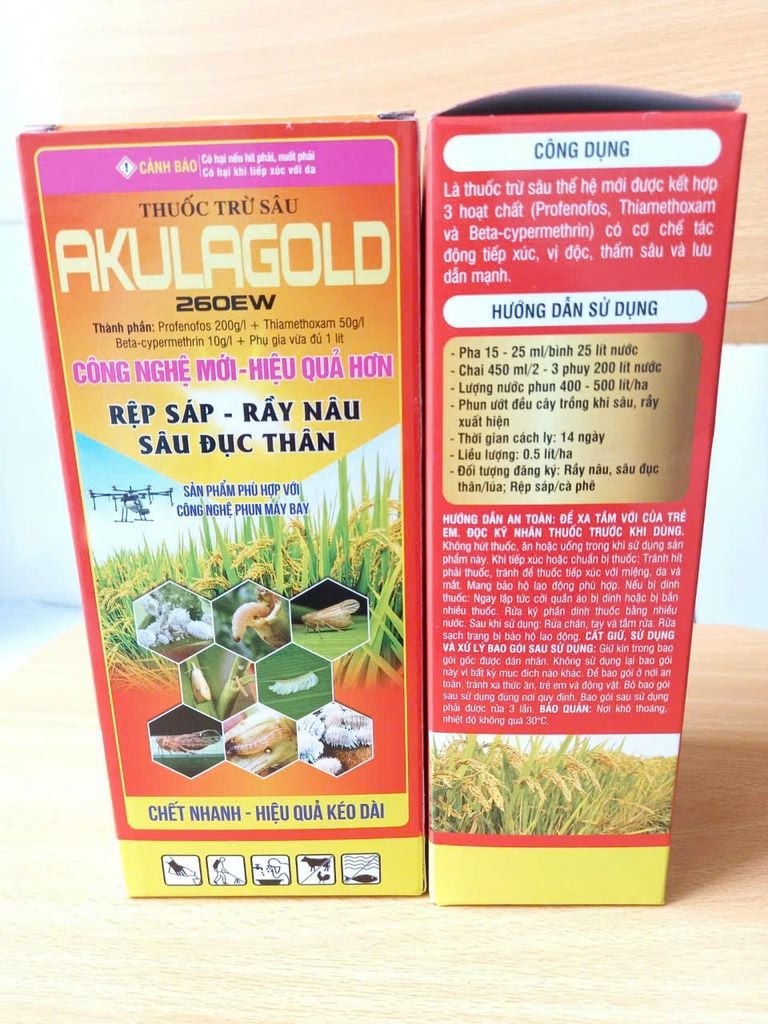 CẢNH BÁO
Có hại nếu hít phải, nuốt phải
Có hại khi tiếp xúc với da
THUỐC TRỪ SÂU
AKULAGOLD
260EW
Thành phần: Profenofos 200g/l + Thiamethoxam 50g/l
Beta-cypermethrin 10g/l + Phụ gia vừa đủ 1 lít
CÔNG NGHỆ MỚI - HIỆU QUẢ HƠN
RỆP SÁP - RẦY NÂU
SÂU ĐỤC THÂN
SẢN PHẨM PHÙ HỢP VỚI
CÔNG NGHỆ PHUN MÁY BAY
CHẾT NHANH - HIỆU QUẢ KÉO DÀI
CÔNG DỤNG
Là thuốc trừ sâu thế hệ mới được kết hợp
3 hoạt chất (Profenofos, Thiamethoxam
và Beta-cypermethrin) có cơ chế tác
động tiếp xúc, vị độc, thấm sâu và lưu
dẫn mạnh.
HƯỚNG DẪN SỬ DỤNG
- Pha 15 - 25 ml/bình 25 lít nước
- Chai 450 ml/2 - 3 phuy 200 lít nước
- Lượng nước phun 400 - 500 lít/ha
- Phun ướt đều cây trồng khi sâu, rầy
xuất hiện
- Thời gian cách ly: 14 ngày
- Liều lượng: 0.5 lít/ha
- Đối tượng đăng ký: Rầy nâu, sâu đục
thân/lúa; Rệp sáp/cà phê
HƯỚNG DẪN AN TOÀN: ĐỂ XA TẦM VỚI CỦA TRẺ
EM. ĐỌC KỸ NHÃN THUỐC TRƯỚC KHI DÙNG.
Không hút thuốc, ăn hoặc uống trong khi sử dụng sản
phẩm này. Khi tiếp xúc hoặc chuẩn bị thuốc: Tránh hít
phải thuốc, tránh để thuốc tiếp xúc với miệng, da và
mắt. Mang bảo hộ lao động phù hợp. Nếu bị dính
thuốc: Ngay lập tức cởi quần áo bị dính hoặc bị bẩn
nhiều thuốc. Rửa kỹ phần dính thuốc bằng nhiều
nước. Sau khi sử dụng: Rửa chân, tay và tắm rửa. Rửa
sạch trang bị bảo hộ lao động. CẤT GIỮ, SỬ DỤNG
VÀ XỬ LÝ BAO GÓI SAU SỬ DỤNG: Giữ kín trong bao
gói gốc được dán nhãn. Không sử dụng lại bao gói
này vì bất kỳ mục đích nào khác. Để bao gói ở nơi an
toàn, tránh xa thức ăn, trẻ em và động vật. Bỏ bao gói
sau sử dụng đúng nơi quy định. Bao gói sau sử dụng
phải được rửa 3 lần. BẢO QUẢN: Nơi khô thoáng,
nhiệt độ không quá 30°C.